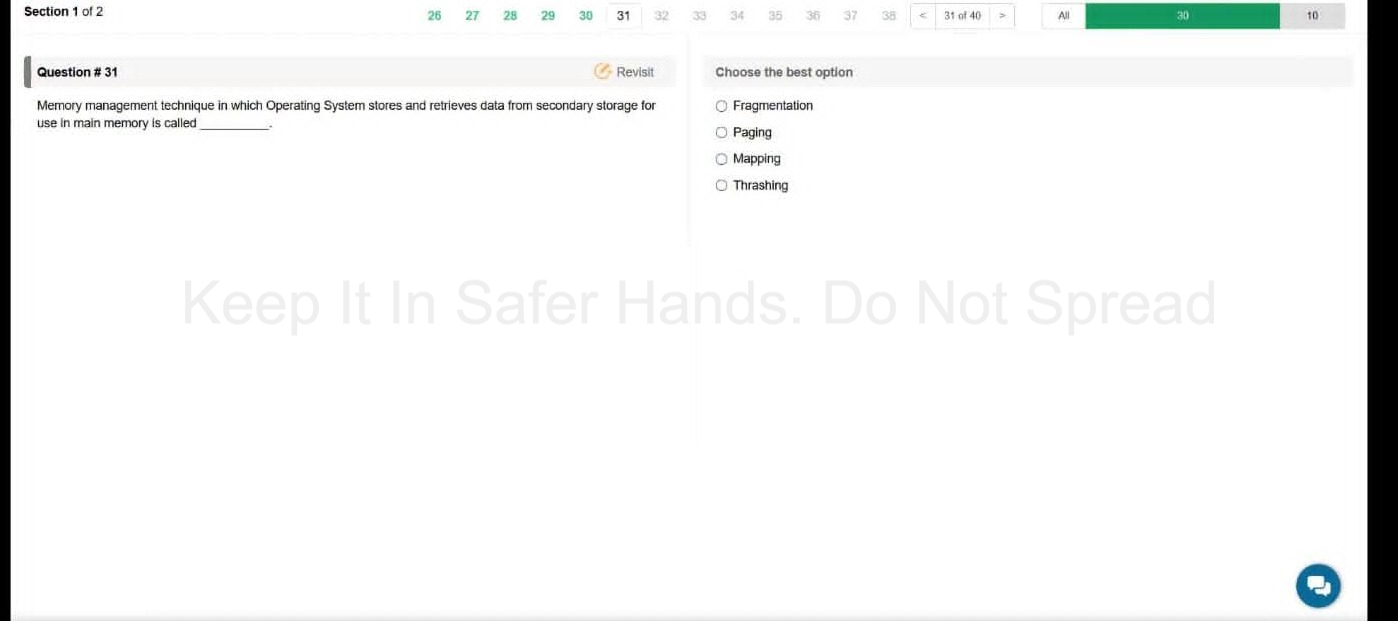 Section 1 of 2
26 27 28 29 30 31 32 33 34 35 36 37 38 < 31 of 40 > All 30 10
Question # 31
Revisit
Memory management technique in which Operating System stores and retrieves data from secondary storage for
use in main memory is called __________.
Choose the best option
Fragmentation
Paging
Mapping
Thrashing
Keep It In Safer Hands. Do Not Spread